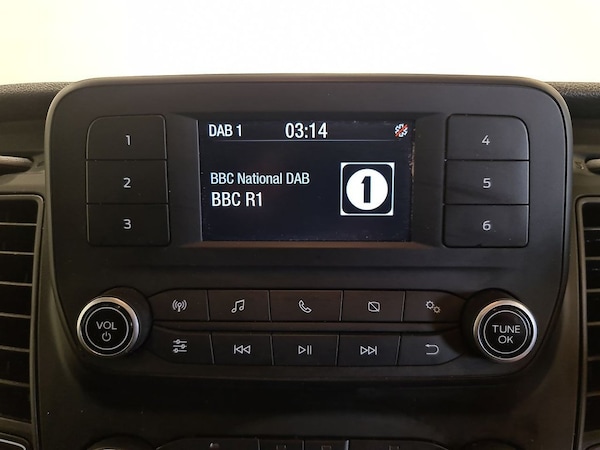 DAB 1 03:14
BBC National DAB
BBC R1
1
1
2
3
4
5
6
VOL
TUNE
OK